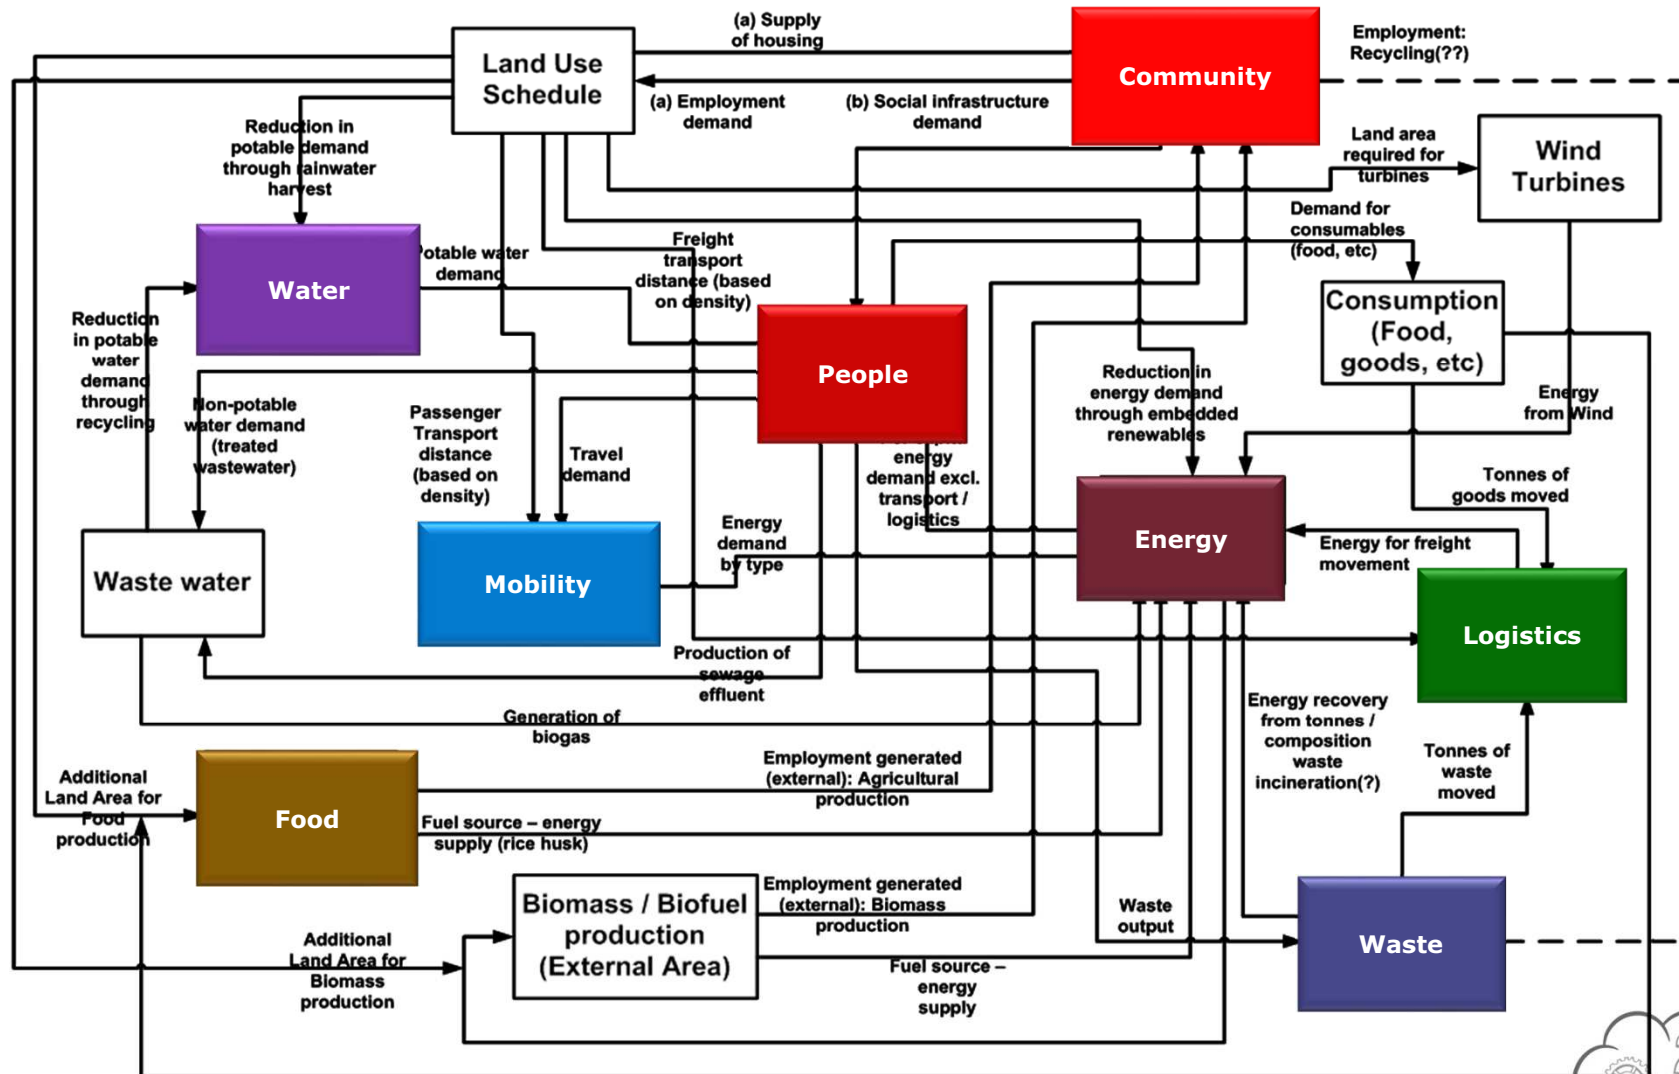 (a) Supply
of housing
Employment:
Recycling(??)
Land Use
Schedule
Community
(a) Employment
demand
(b) Social infrastructure
demand
Reduction in
potable demand
through rainwater
harvest
Land area
required for
turbines
Wind
Turbines
Demand for
consumables
(food, etc)
Potable water
demand
Freight
transport
distance (based
on density)
Water
Consumption
(Food,
goods, etc)
Reduction
in potable
water
demand
through
recycling
People
Reduction in
energy demand
through embedded
renewables
Energy
from Wind
Non-potable
water demand
(treated
wastewater)
Passenger
Transport
distance
(based on
density)
Travel
demand
energy
demand excl.
transport /
logistics
Tonnes of
goods moved
Energy
demand
by type
Energy
Energy for freight
movement
Waste water
Mobility
Logistics
Production of
sewage
effluent
Generation of
biogas
Energy recovery
from tonnes /
composition
waste
incineration(?)
Tonnes of
waste
moved
Additional
Land Area for
Food
production
Food
Employment generated
(external): Agricultural
production
Fuel source – energy
supply (rice husk)
Biomass / Biofuel
production
(External Area)
Employment generated
(external): Biomass
production
Waste
output
Waste
Additional
Land Area for
Biomass
production
Fuel source –
energy
supply